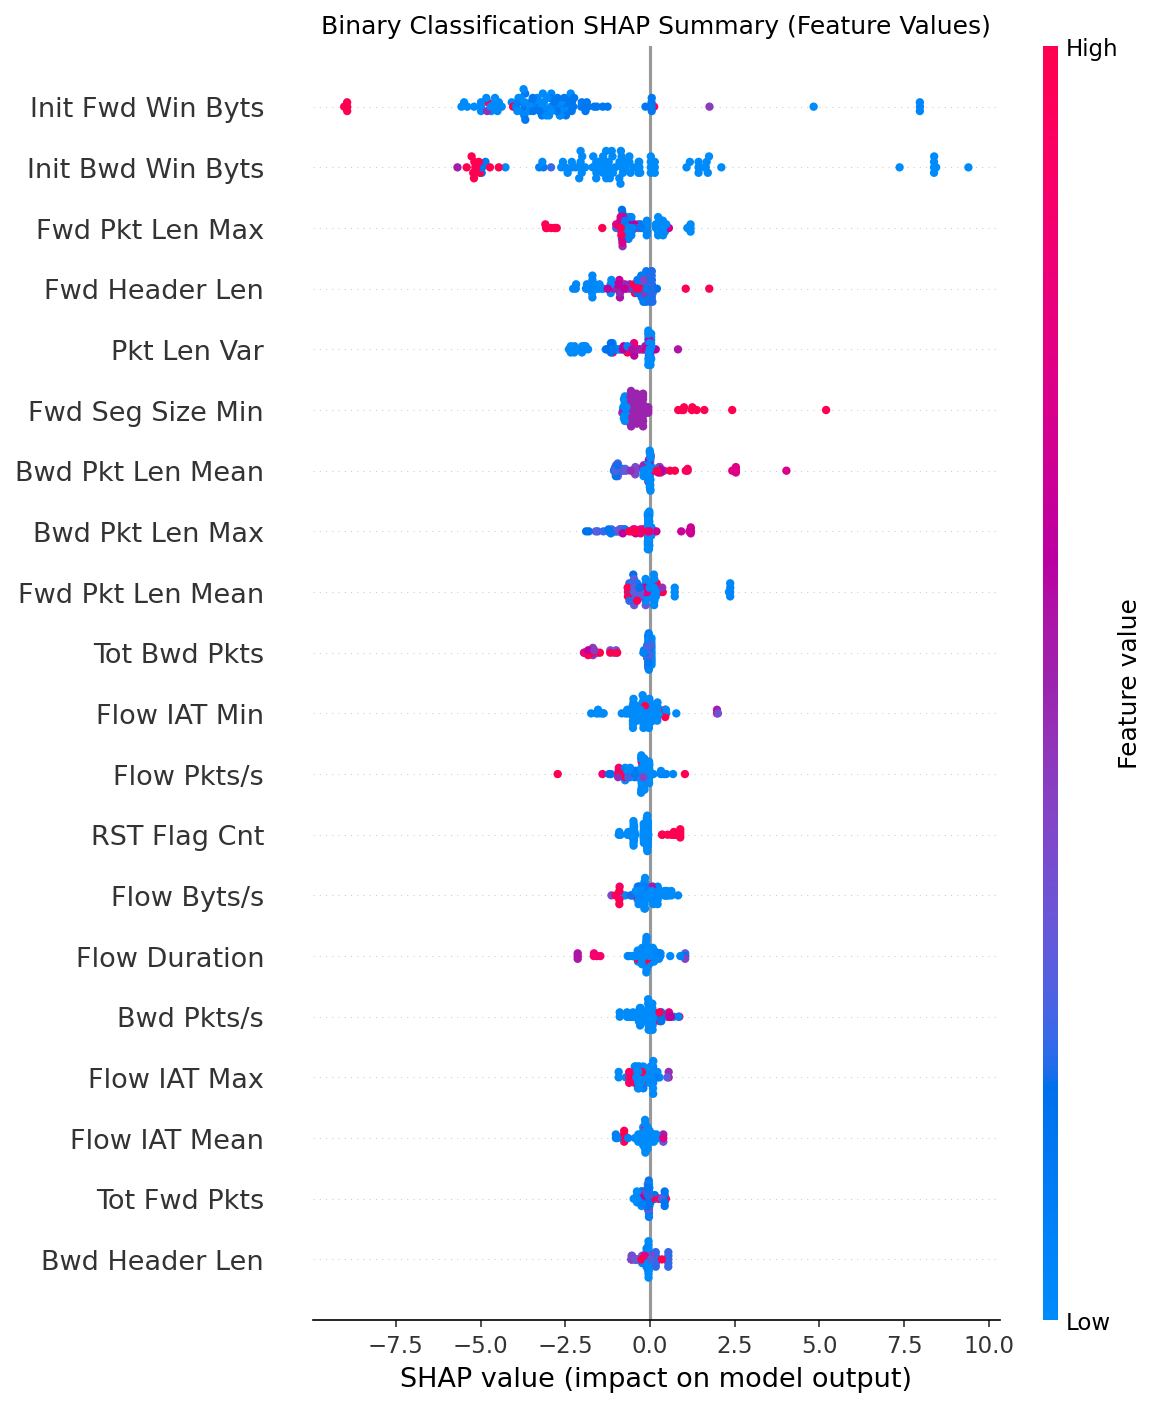 Binary Classification SHAP Summary (Feature Values)
High
Init Fwd Win Byts
Init Bwd Win Byts
Fwd Pkt Len Max
Fwd Header Len
Pkt Len Var
Fwd Seg Size Min
Bwd Pkt Len Mean
Bwd Pkt Len Max
Fwd Pkt Len Mean
Tot Bwd Pkts
Flow IAT Min
Flow Pkts/s
RST Flag Cnt
Flow Byts/s
Flow Duration
Bwd Pkts/s
Flow IAT Max
Flow IAT Mean
Tot Fwd Pkts
Bwd Header Len
Feature value
Low
−7.5 −5.0 −2.5 0.0 2.5 5.0 7.5 10.0
SHAP value (impact on model output)